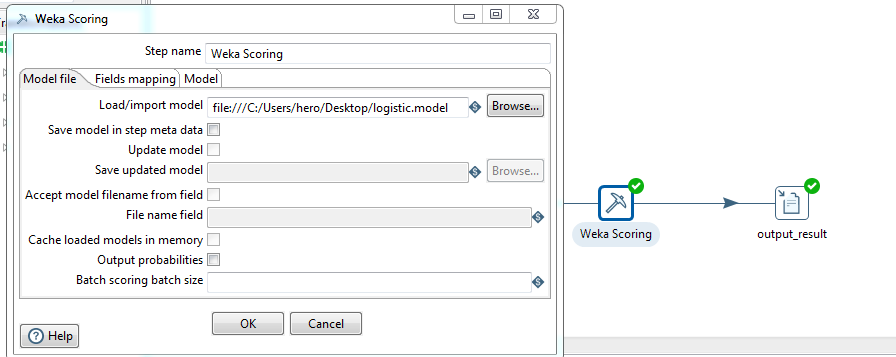 Weka Scoring
Step name Weka Scoring
Model file Fields mapping Model
Load/import model file:///C:/Users/hero/Desktop/logistic.model Browse...
Save model in step meta data
Update model
Save updated model Browse...
Accept model filename from field
File name field
Cache loaded models in memory
Output probabilities
Batch scoring batch size
OK Cancel
Help
Weka Scoring output_result